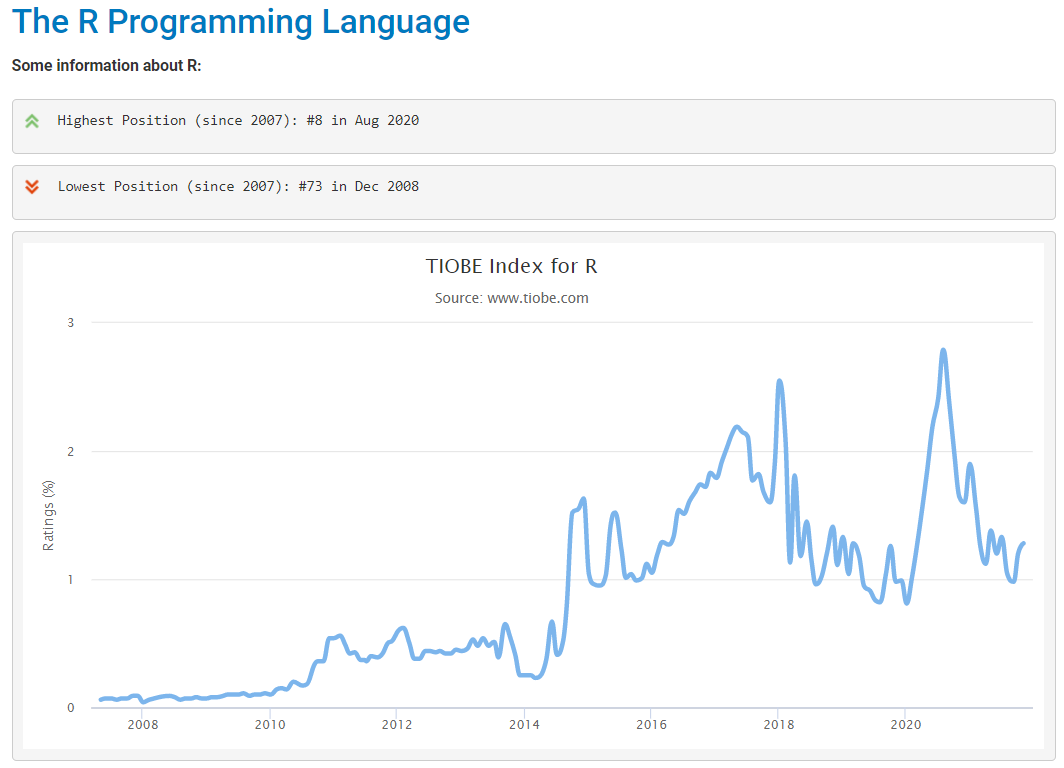 The R Programming Language
Some information about R:
Highest Position (since 2007): #8 in Aug 2020
Lowest Position (since 2007): #73 in Dec 2008
TIOBE Index for R
Source: www.tiobe.com
Ratings (%)
3
2
1
0
2008 2010 2012 2014 2016 2018 2020